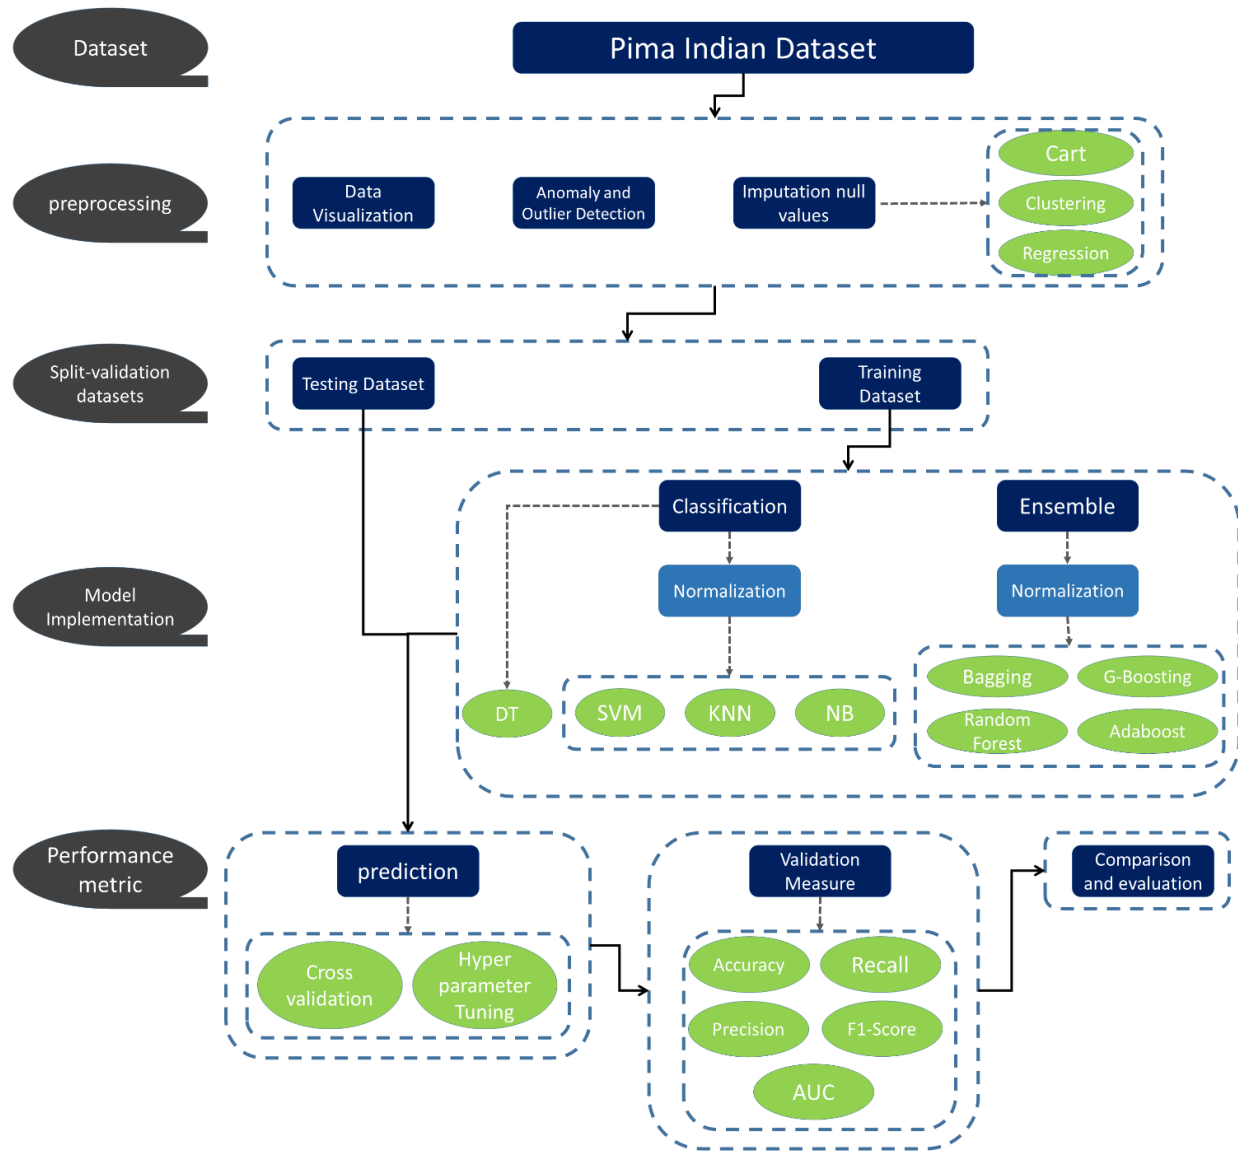 Dataset
Pima Indian Dataset
preprocessing
Data
Visualization
Anomaly and
Outlier Detection
Imputation null
values
Cart
Clustering
Regression
Split-validation
datasets
Testing Dataset
Training
Dataset
Model
Implementation
Classification
Ensemble
Normalization
Normalization
DT
SVM
KNN
NB
Bagging
G-Boosting
Random
Forest
Adaboost
Performance
metric
prediction
Cross
validation
Hyper
parameter
Tuning
Validation
Measure
Accuracy
Recall
Precision
F1-Score
AUC
Comparison
and evaluation